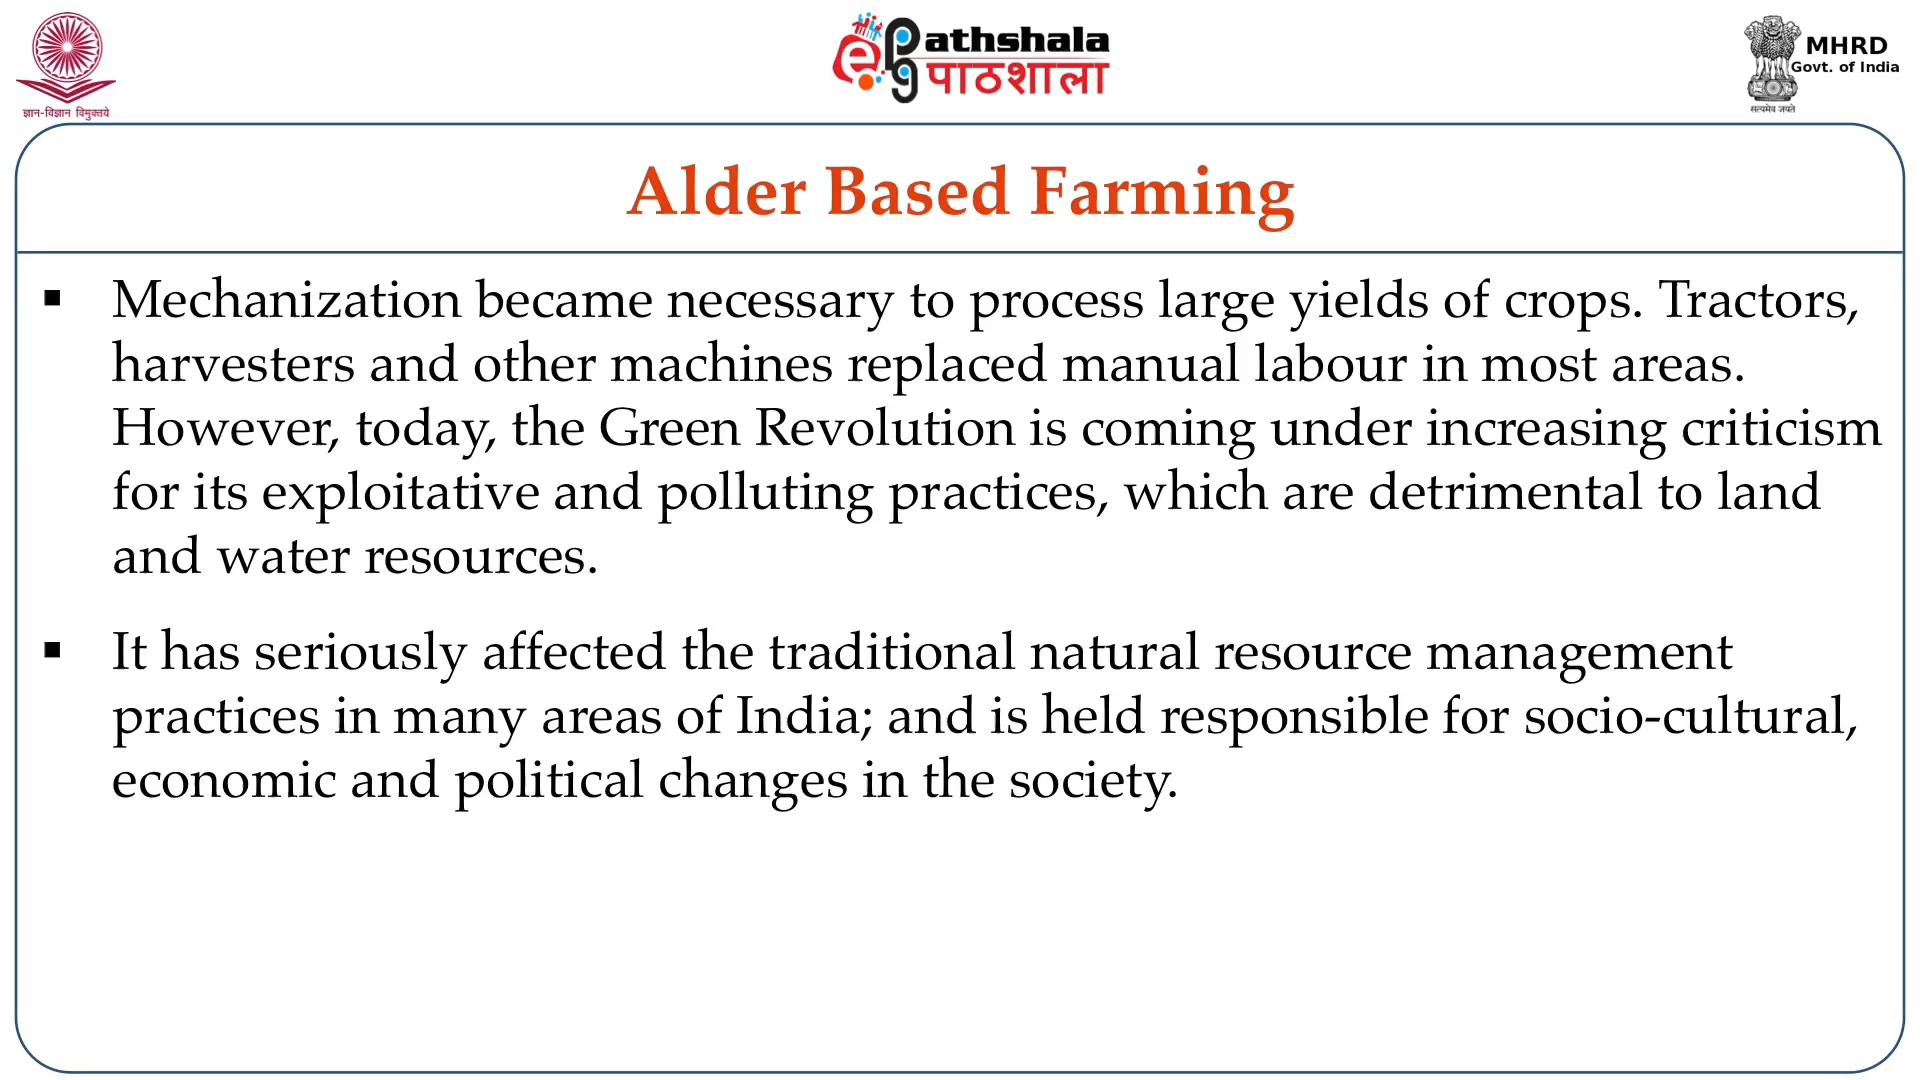 ज्ञान-विज्ञान विमुक्तये
ePg Pathshala
पाठशाला
MHRD
Govt. of India
सत्यमेव जयते
Alder Based Farming
▪ Mechanization became necessary to process large yields of crops. Tractors,
harvesters and other machines replaced manual labour in most areas.
However, today, the Green Revolution is coming under increasing criticism
for its exploitative and polluting practices, which are detrimental to land
and water resources.
▪ It has seriously affected the traditional natural resource management
practices in many areas of India; and is held responsible for socio-cultural,
economic and political changes in the society.